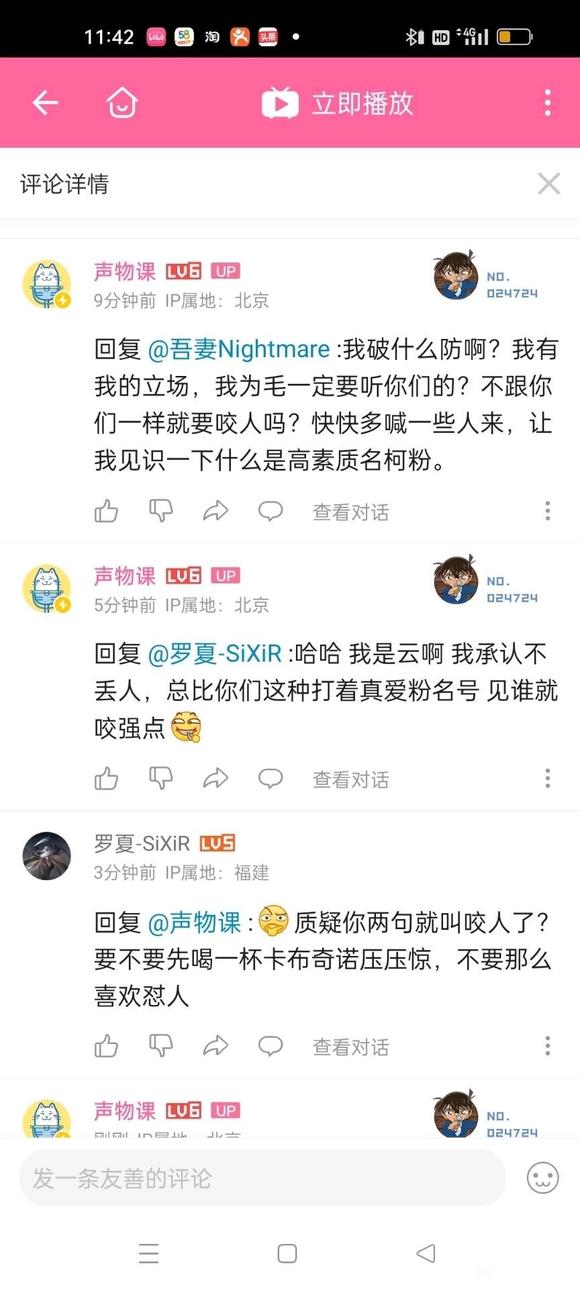 11:42
LaLa
58
淘
头条
HD 4G
立即播放
评论详情
声物课 LV6 UP
NO.
024724
9分钟前 IP属地：北京
回复 @吾妻Nightmare :我破什么防啊？我有
我的立场，我为毛一定要听你们的？不跟你
们一样就要咬人吗？快快多喊一些人来，让
我见识一下什么是高素质名柯粉。
查看对话
声物课 LV6 UP
NO.
024724
5分钟前 IP属地：北京
回复 @罗夏-SiXiR :哈哈 我是云啊 我承认不
丢人，总比你们这种打着真爱粉名号 见谁就
咬强点
查看对话
罗夏-SiXiR LV5
3分钟前 IP属地：福建
回复 @声物课 : 质疑你两句就叫咬人了？
要不要先喝一杯卡布奇诺压压惊，不要那么
喜欢怼人
查看对话
声物课 LV6 UP
NO.
024724
刚刚 IP属地：北京
发一条友善的评论